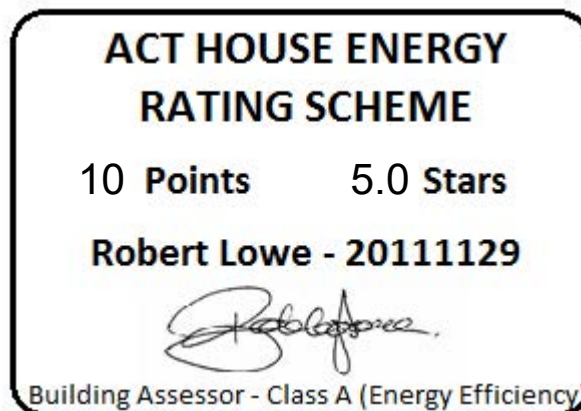 ACT HOUSE ENERGY
RATING SCHEME
10 Points 5.0 Stars
Robert Lowe - 20111129
Building Assessor - Class A (Energy Efficiency)